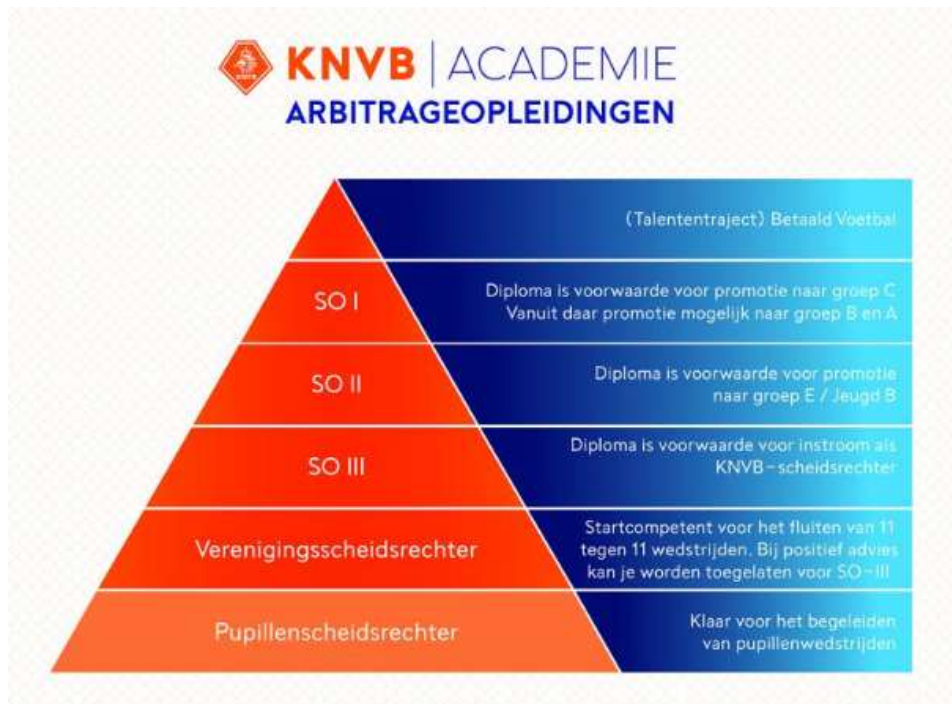 KNVB | ACADEMIE
ARBITRAGEOPLEIDINGEN
(Talententraject) Betaald Voetbal
SO I
Diploma is voorwaarde voor promotie naar groep C
Vanuit daar promotie mogelijk naar groep B en A
SO II
Diploma is voorwaarde voor promotie
naar groep E / Jeugd B
SO III
Diploma is voorwaarde voor instroom als
KNVB-scheidsrechter
Verenigingsscheidsrechter
Startcompetent voor het fluiten van 11
tegen 11 wedstrijden. Bij positief advies
kan je worden toegelaten voor SO-III
Pupillenscheidsrechter
Klaar voor het begeleiden
van pupillenwedstrijden